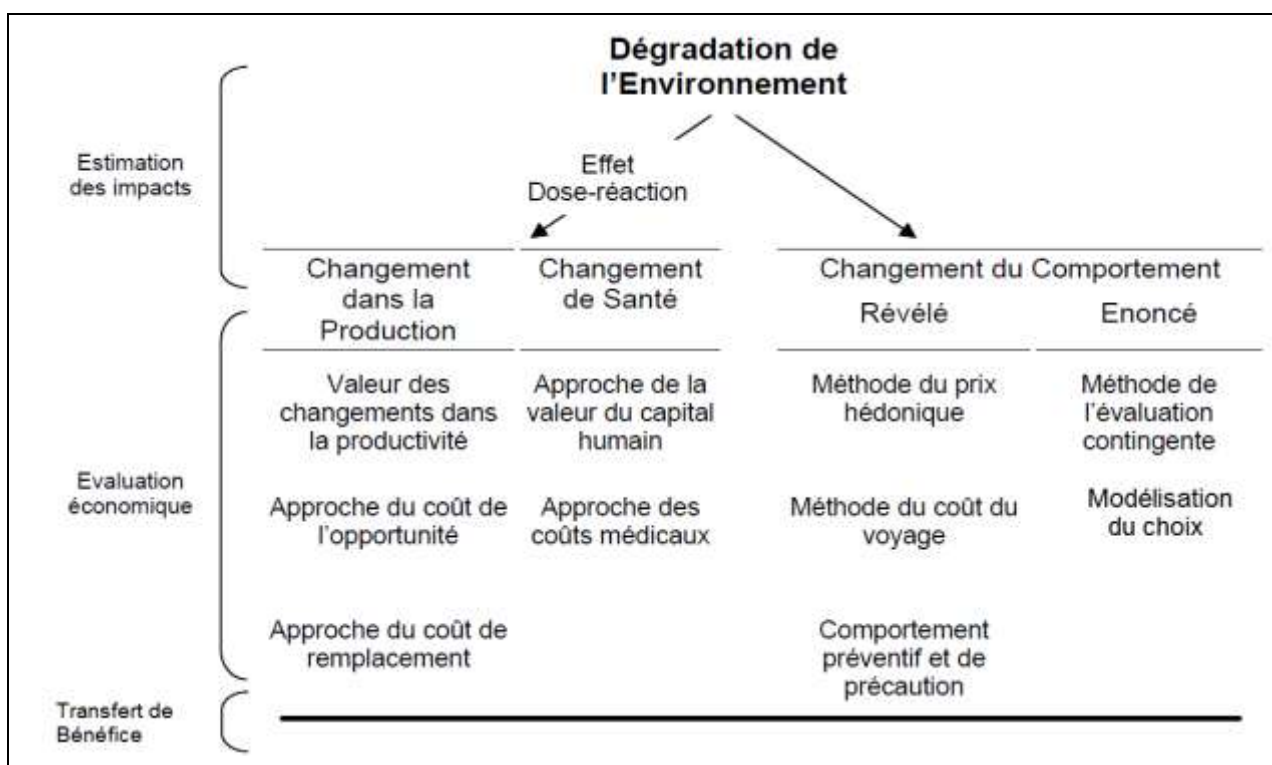 Dégradation de
l'Environnement
Estimation
des impacts
Effet
Dose-réaction
Changement
dans la
Production
Changement
de Santé
Changement du Comportement
Révélé
Enoncé
Evaluation
économique
Valeur des
changements dans
la productivité
Approche de la
valeur du capital
humain
Méthode du prix
hédonique
Méthode de
l'évaluation
contingente
Approche du coût de
l'opportunité
Approche des
coûts médicaux
Méthode du coût du
voyage
Modélisation
du choix
Approche du coût de
remplacement
Comportement
préventif et de
précaution
Transfert de
Bénéfice